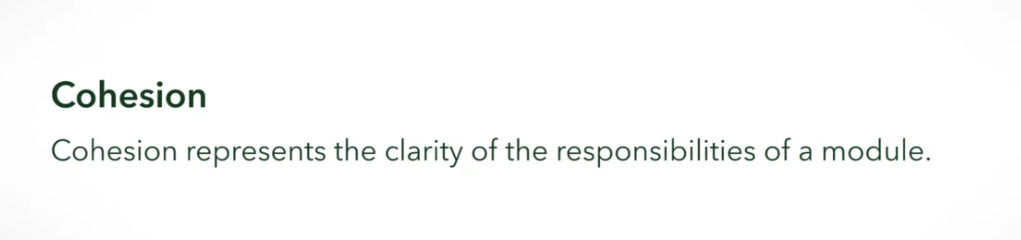 Cohesion
Cohesion represents the clarity of the responsibilities of a module.